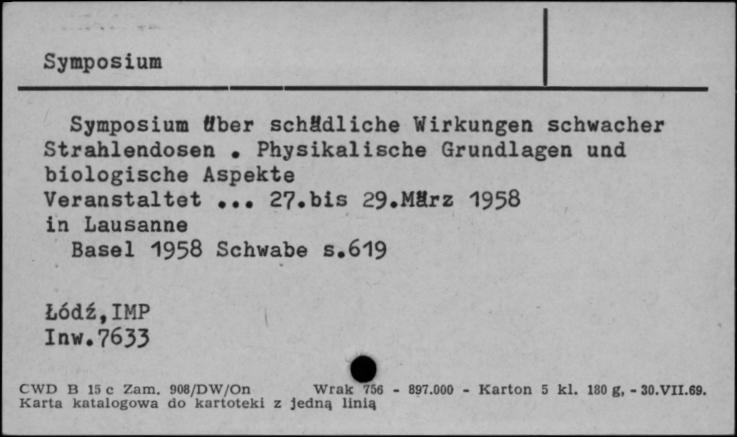 Symposium
Symposium über schädliche Wirkungen schwacher
Strahlendosen . Physikalische Grundlagen und
biologische Aspekte
Veranstaltet ... 27.bis 29.März 1958
in Lausanne
Basel 1958 Schwabe s.619
Łódź,IMP
Inw.7633
CWD B 15 c Zam. 908/DW/On Wrak 756 - 897.000 - Karton 5 kl. 180 g, - 30.VII.69.
Karta katalogowa do kartoteki z jedną linią